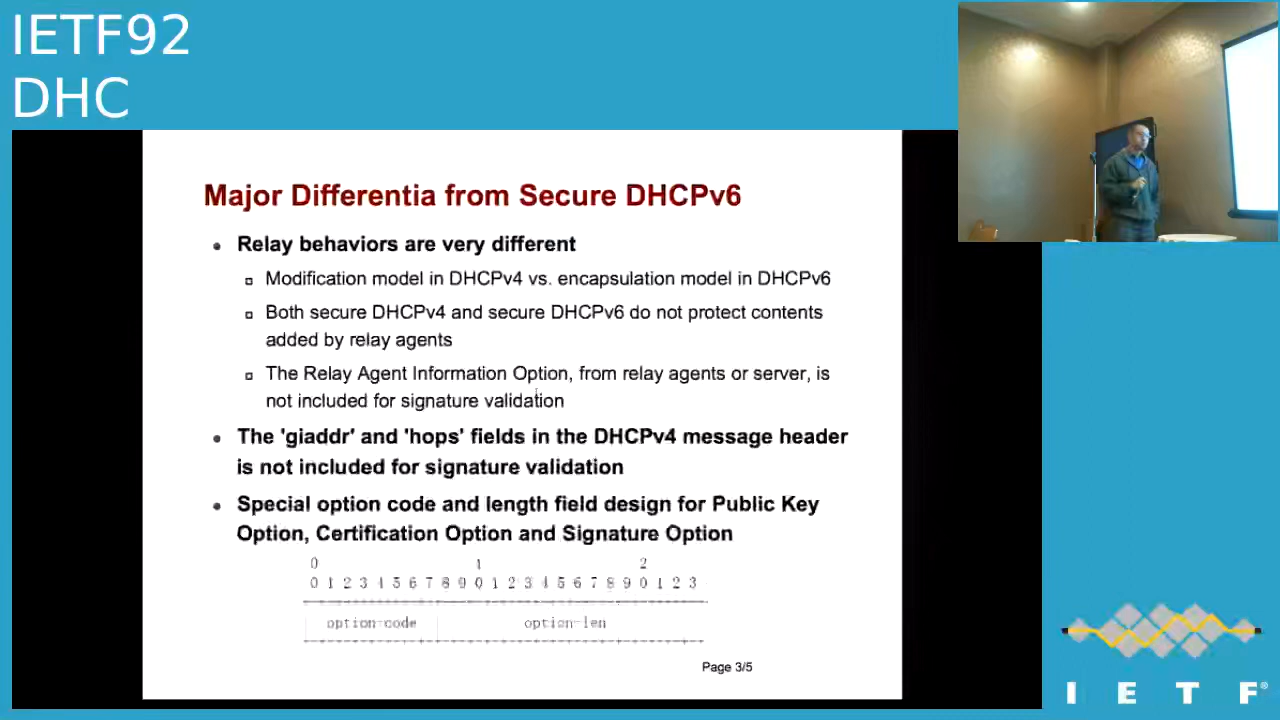 IETF92
DHC
Major Differentia from Secure DHCPv6
Relay behaviors are very different
Modification model in DHCPv4 vs. encapsulation model in DHCPv6
Both secure DHCPv4 and secure DHCPv6 do not protect contents
added by relay agents
The Relay Agent Information Option, from relay agents or server, is
not included for signature validation
The 'giaddr' and 'hops' fields in the DHCPv4 message header
is not included for signature validation
Special option code and length field design for Public Key
Option, Certification Option and Signature Option
0 1 2
0 1 2 3 4 5 6 7 8 9 0 1 2 3 4 5 6 7 8 9 0 1 2 3
option-code option-len
Page 3/5
I E T F®